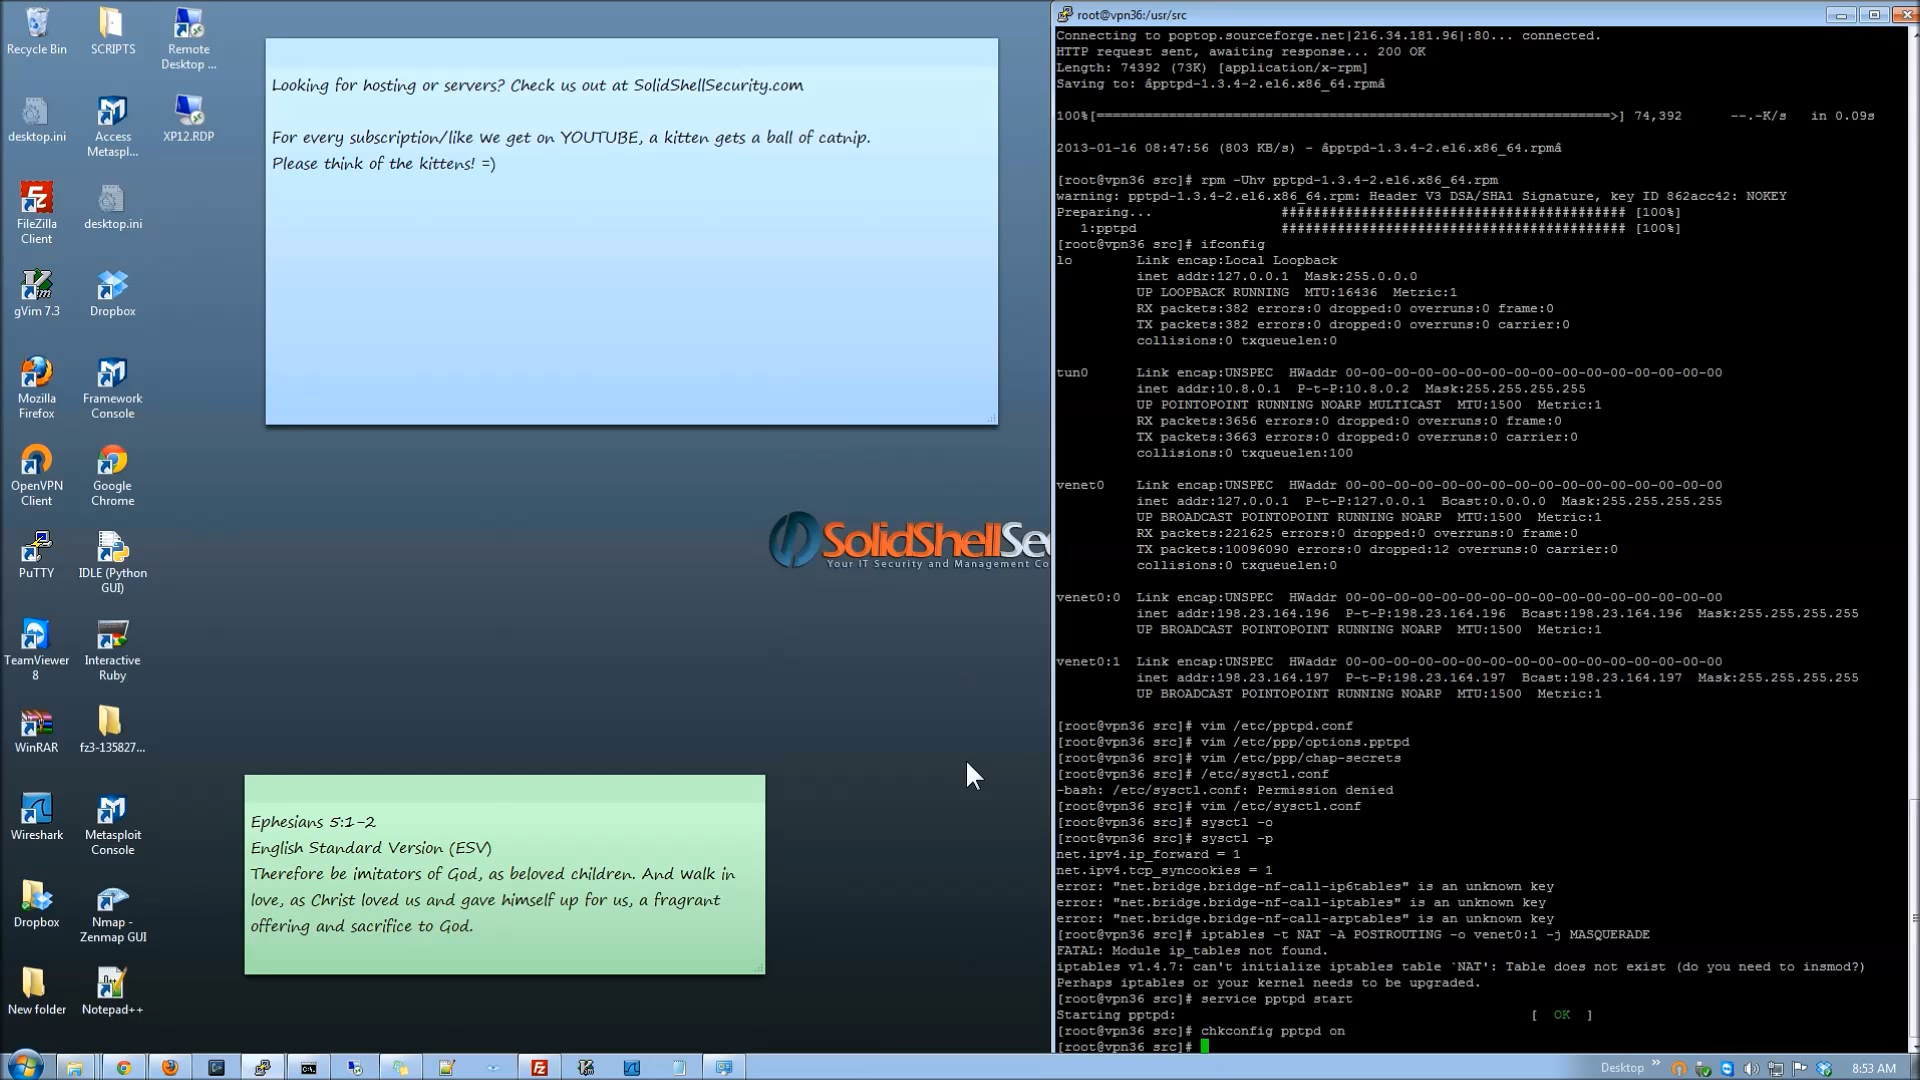 Recycle Bin
SCRIPTS
Remote
Desktop ...
desktop.ini
Access
Metaspl...
XP12.RDP
FileZilla
Client
desktop.ini
gVim 7.3
Dropbox
Mozilla
Firefox
Framework
Console
OpenVPN
Client
Google
Chrome
PuTTY
IDLE (Python
GUI)
TeamViewer
8
Interactive
Ruby
WinRAR
fz3-135827...
Wireshark
Metasploit
Console
Dropbox
Nmap -
Zenmap GUI
New folder
Notepad++
Looking for hosting or servers? Check us out at SolidShellSecurity.com
For every subscription/like we get on YOUTUBE, a kitten gets a ball of catnip.
Please think of the kittens! =)
SolidShellSec
Your IT Security and Management Co
Ephesians 5:1-2
English Standard Version (ESV)
Therefore be imitators of God, as beloved children. And walk in
love, as Christ loved us and gave himself up for us, a fragrant
offering and sacrifice to God.
root@vpn36:/usr/src
Connecting to poptop.sourceforge.net|216.34.181.96|:80... connected.
HTTP request sent, awaiting response... 200 OK
Length: 74392 (73K) [application/x-rpm]
Saving to: âpptpd-1.3.4-2.el6.x86_64.rpmâ
100%[================================================================>] 74,392      --.-K/s   in 0.09s
2013-01-16 08:47:56 (803 KB/s) - âpptpd-1.3.4-2.el6.x86_64.rpmâ
[root@vpn36 src]# rpm -Uhv pptpd-1.3.4-2.el6.x86_64.rpm
warning: pptpd-1.3.4-2.el6.x86_64.rpm: Header V3 DSA/SHA1 Signature, key ID 862acc42: NOKEY
Preparing...                ########################################### [100%]
1:pptpd                  ########################################### [100%]
[root@vpn36 src]# ifconfig
lo        Link encap:Local Loopback
inet addr:127.0.0.1  Mask:255.0.0.0
UP LOOPBACK RUNNING  MTU:16436  Metric:1
RX packets:382 errors:0 dropped:0 overruns:0 frame:0
TX packets:382 errors:0 dropped:0 overruns:0 carrier:0
collisions:0 txqueuelen:0
tun0      Link encap:UNSPEC  HWaddr 00-00-00-00-00-00-00-00-00-00-00-00-00-00-00-00
inet addr:10.8.0.1  P-t-P:10.8.0.2  Mask:255.255.255.255
UP POINTOPOINT RUNNING NOARP MULTICAST  MTU:1500  Metric:1
RX packets:3656 errors:0 dropped:0 overruns:0 frame:0
TX packets:3663 errors:0 dropped:0 overruns:0 carrier:0
collisions:0 txqueuelen:100
venet0    Link encap:UNSPEC  HWaddr 00-00-00-00-00-00-00-00-00-00-00-00-00-00-00-00
inet addr:127.0.0.1  P-t-P:127.0.0.1  Bcast:0.0.0.0  Mask:255.255.255.255
UP BROADCAST POINTOPOINT RUNNING NOARP  MTU:1500  Metric:1
RX packets:221625 errors:0 dropped:0 overruns:0 frame:0
TX packets:10096090 errors:0 dropped:12 overruns:0 carrier:0
collisions:0 txqueuelen:0
venet0:0  Link encap:UNSPEC  HWaddr 00-00-00-00-00-00-00-00-00-00-00-00-00-00-00-00
inet addr:198.23.164.196  P-t-P:198.23.164.196  Bcast:198.23.164.196  Mask:255.255.255.255
UP BROADCAST POINTOPOINT RUNNING NOARP  MTU:1500  Metric:1
venet0:1  Link encap:UNSPEC  HWaddr 00-00-00-00-00-00-00-00-00-00-00-00-00-00-00-00
inet addr:198.23.164.197  P-t-P:198.23.164.197  Bcast:198.23.164.197  Mask:255.255.255.255
UP BROADCAST POINTOPOINT RUNNING NOARP  MTU:1500  Metric:1
[root@vpn36 src]# vim /etc/pptpd.conf
[root@vpn36 src]# vim /etc/ppp/options.pptpd
[root@vpn36 src]# vim /etc/ppp/chap-secrets
[root@vpn36 src]# /etc/sysctl.conf
-bash: /etc/sysctl.conf: Permission denied
[root@vpn36 src]# vim /etc/sysctl.conf
[root@vpn36 src]# sysctl -o
[root@vpn36 src]# sysctl -p
net.ipv4.ip_forward = 1
net.ipv4.tcp_syncookies = 1
error: "net.bridge.bridge-nf-call-ip6tables" is an unknown key
error: "net.bridge.bridge-nf-call-iptables" is an unknown key
error: "net.bridge.bridge-nf-call-arptables" is an unknown key
[root@vpn36 src]# iptables -t NAT -A POSTROUTING -o venet0:1 -j MASQUERADE
FATAL: Module ip_tables not found.
iptables v1.4.7: can't initialize iptables table `NAT': Table does not exist (do you need to insmod?)
Perhaps iptables or your kernel needs to be upgraded.
[root@vpn36 src]# service pptpd start
Starting pptpd:                                            [  OK  ]
[root@vpn36 src]# chkconfig pptpd on
[root@vpn36 src]#
Desktop
8:53 AM